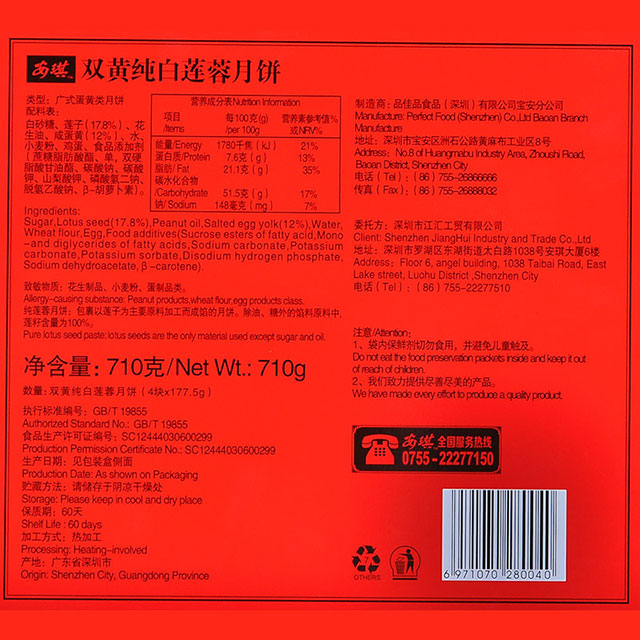 安琪 双黄纯白莲蓉月饼
类型：广式蛋黄类月饼
配料表：
白砂糖、莲子(17.8%)、花
生油、咸蛋黄(12%)、水、
小麦粉、鸡蛋、食品添加剂
(蔗糖脂肪酸酯、单，双硬
脂酸甘油酯、碳酸钠、碳酸
钾、山梨酸钾、磷酸氢二钠、
脱氢乙酸钠、β-胡萝卜素)。
营养成分表Nutrition Information
项目 每100克(g) 营养素参考值%
/Items /per 100g 或NRV%
能量/Energy 1780千焦(kJ) 21%
蛋白质/Protein 7.6克(g) 13%
脂肪/Fat 21.1克(g) 35%
碳水化合物
/Carbohydrate 51.5克(g) 17%
钠/Sodium 148毫克(mg) 7%
Ingredients:
Sugar,Lotus seed(17.8%),Peanut oil,Salted egg yolk(12%),Water,
Wheat flour,Egg,Food additives(Sucrose esters of fatty acid,Mono
-and diglycerides of fatty acids,Sodium carbonate,Potassium
carbonate,Potassium sorbate,Disodium hydrogen phosphate,
Sodium dehydroacetate,β-carotene).
致敏物质：花生制品、小麦粉、蛋制品类。
Allergy-causing substance: Peanut products,wheat flour,egg products class.
纯莲蓉月饼：包裹以莲子为主要原料加工而成馅的月饼。除油、糖外的馅料原料中，
莲籽含量为100%。
Pure lotus seed paste: lotus seeds are the only material used except sugar and oil.
净含量：710克/Net Wt.: 710g
数量：双黄纯白莲蓉月饼(4块x177.5g)
执行标准编号：GB/T 19855
Authorized Standard No.: GB/T 19855
食品生产许可证编号：SC12444030600299
Production Permission Certificate No.: SC12444030600299
生产日期：见包装盒侧面
Production Date: As shown on Packaging
贮藏方法：请储存于阴凉干燥处
Storage: Please keep in cool and dry place
保质期：60天
Shelf Life : 60 days
加工方式：热加工
Processing: Heating-involved
产地：广东省深圳市
Origin: Shenzhen City, Guangdong Province
制造商：品佳品食品（深圳）有限公司宝安分公司
Manufacture: Perfect Food (Shenzhen) Co.,Ltd Baoan Branch
Manufacture
地址：深圳市宝安区洲石公路黄麻布工业区8号
Address：No.8 of Huangmabu Industry Area, Zhoushi Road,
Baoan District, Shenzhen City
电话(Tel)：(86) 755-26866666
传真(Fax)：(86) 755-26888032
委托方：深圳市江汇工贸有限公司
Client: Shenzhen JiangHui Industry and Trade Co.,Ltd
地址：深圳市罗湖区东湖街道太白路1038号安琪大厦6楼
Address：Floor 6, angel building, 1038 Taibai Road, East
Lake street, Luohu District ,Shenzhen City
电话(Tel)：(86) 755-22277510
注意/Attention:
1、袋内保鲜剂切勿食用，并避免儿童触及。
Do not eat the food preservation packets inside and keep it out
of reach of children.
2、我们致力提供尽善尽美的产品。
We have made every effort to produce a quality product.
安琪 全国服务热线
0755-22277150
7
OTHERS
6 971070 280040